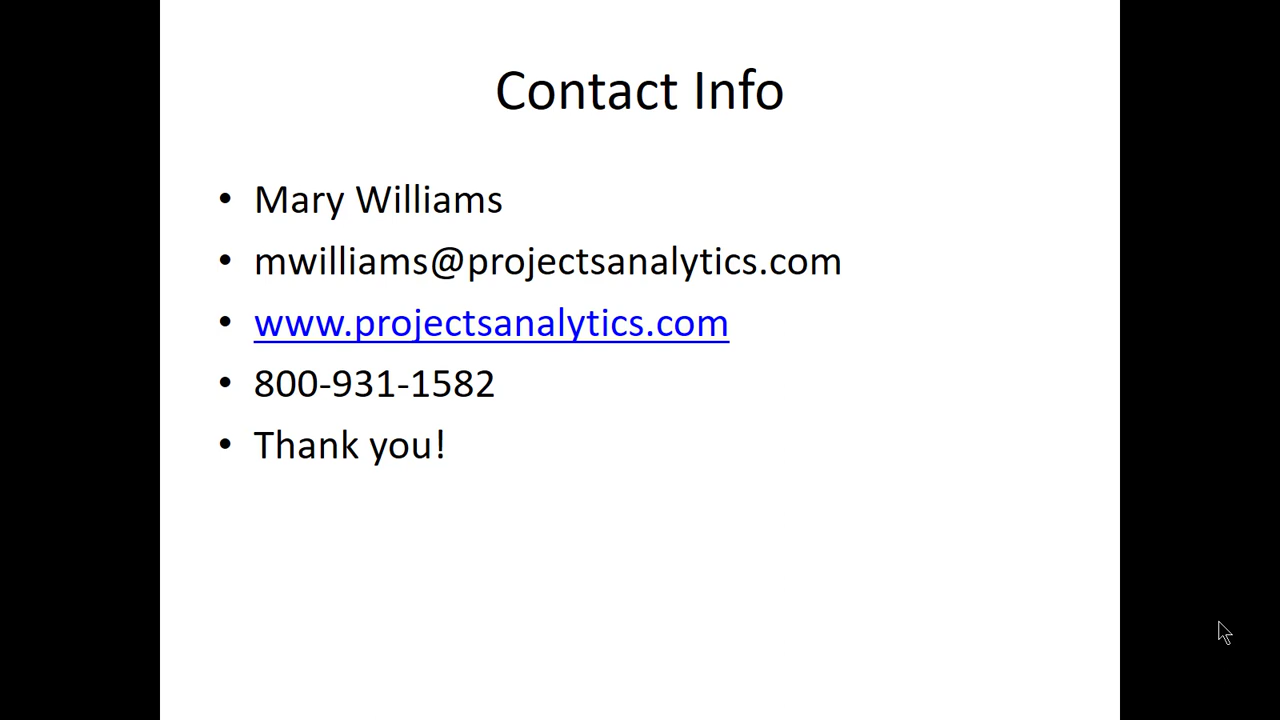 Contact Info
• Mary Williams
• mwilliams@projectsanalytics.com
• www.projectsanalytics.com
• 800-931-1582
• Thank you!